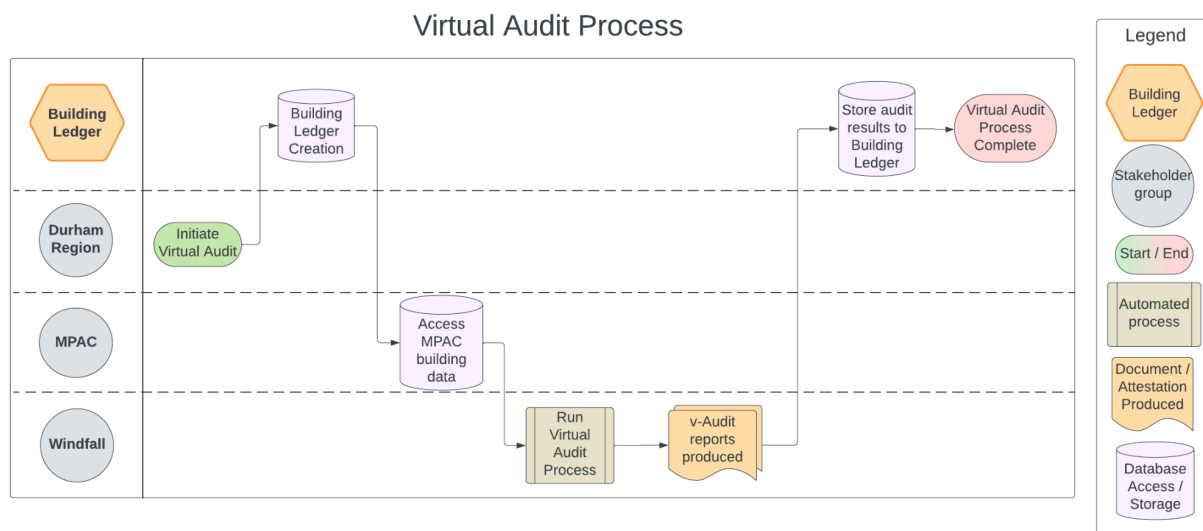 Virtual Audit Process
Legend
Building
Ledger
Building
Ledger
Creation
Store audit
results to
Building
Ledger
Virtual Audit
Process
Complete
Durham
Region
Initiate
Virtual Audit
MPAC
Access
MPAC
building
data
Windfall
Run
Virtual
Audit
Process
v-Audit
reports
produced
Building
Ledger
Stakeholder
group
Start / End
Automated
process
Document /
Attestation
Produced
Database
Access /
Storage